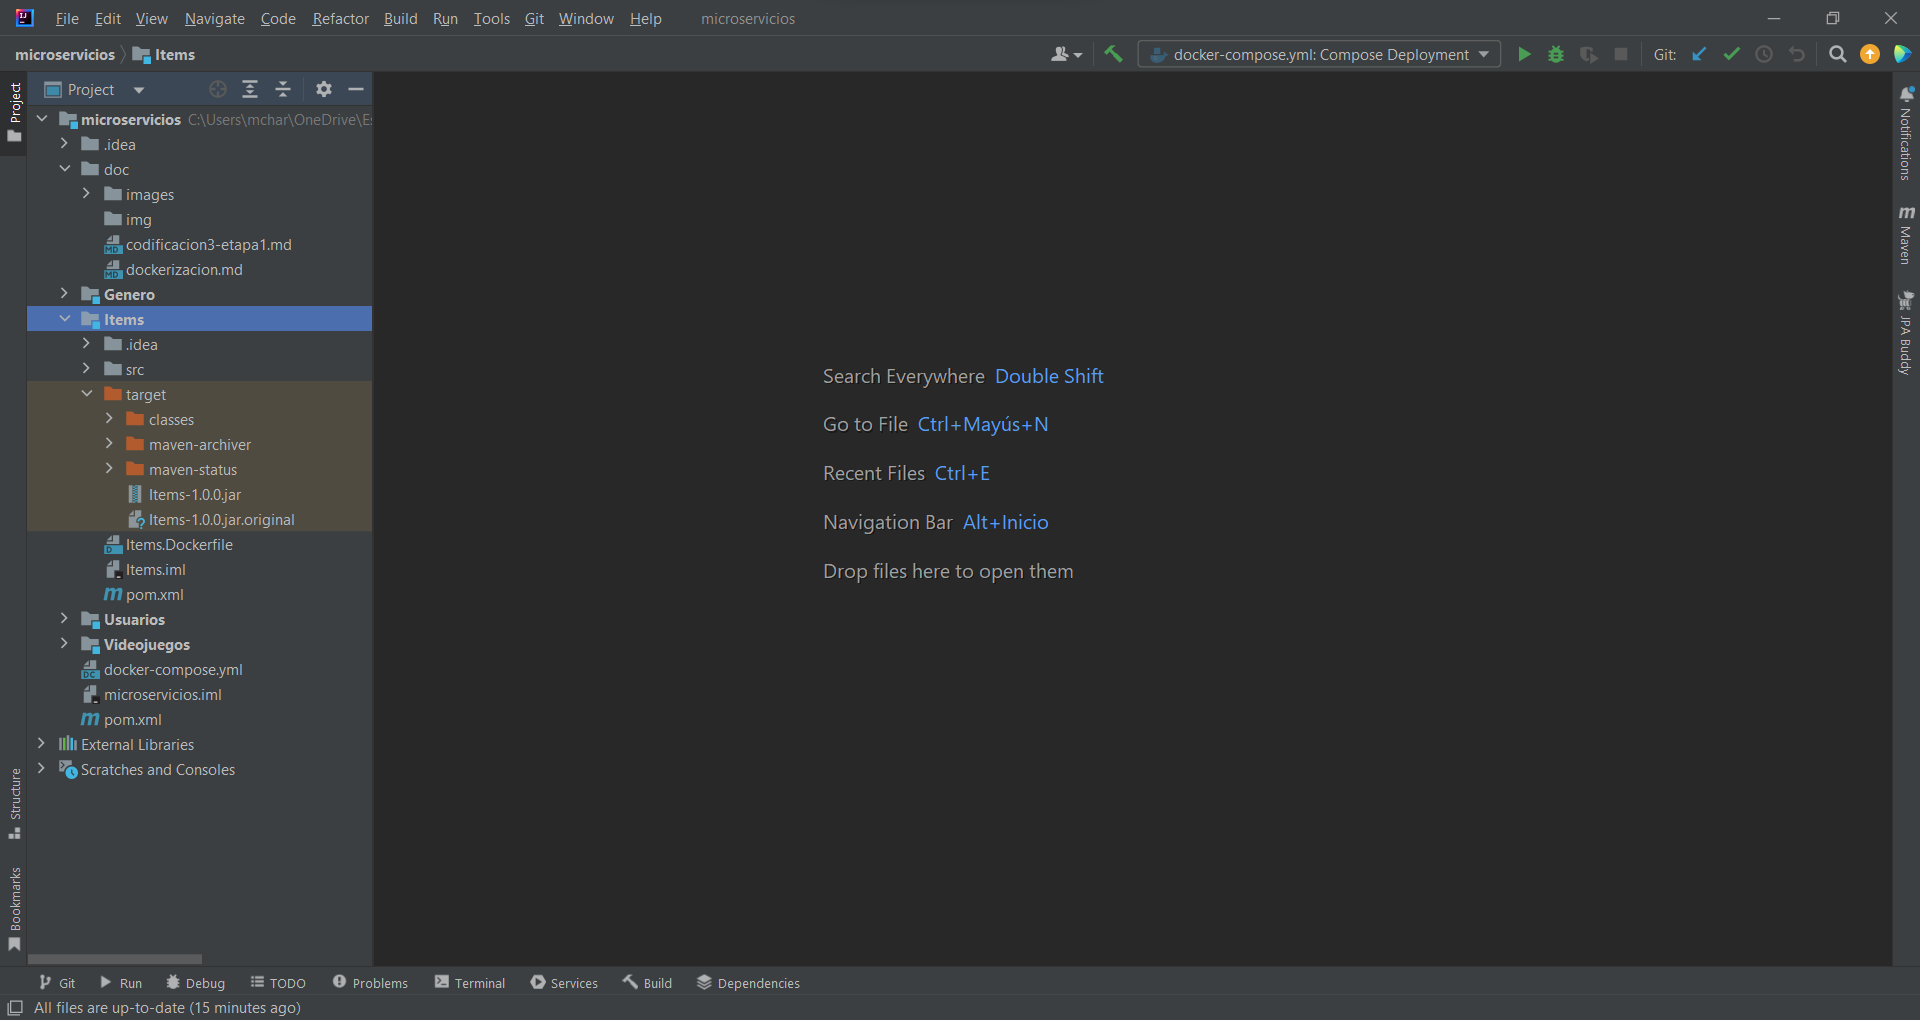 File Edit View Navigate Code Refactor Build Run Tools Git Window Help microservicios
microservicios Items docker-compose.yml: Compose Deployment Git:
Project
Project
microservicios C:\Users\mchar\OneDrive\Es
.idea
doc
images
img
codificacion3-etapa1.md
dockerizacion.md
Genero
Items
.idea
src
target
classes
maven-archiver
maven-status
Items-1.0.0.jar
Items-1.0.0.jar.original
Items.Dockerfile
Items.iml
pom.xml
Usuarios
Videojuegos
docker-compose.yml
microservicios.iml
pom.xml
External Libraries
Scratches and Consoles
Structure
Bookmarks
Search Everywhere Double Shift
Go to File Ctrl+Mayús+N
Recent Files Ctrl+E
Navigation Bar Alt+Inicio
Drop files here to open them
Notifications
Maven
JPA Buddy
Git Run Debug TODO Problems Terminal Services Build Dependencies
All files are up-to-date (15 minutes ago)